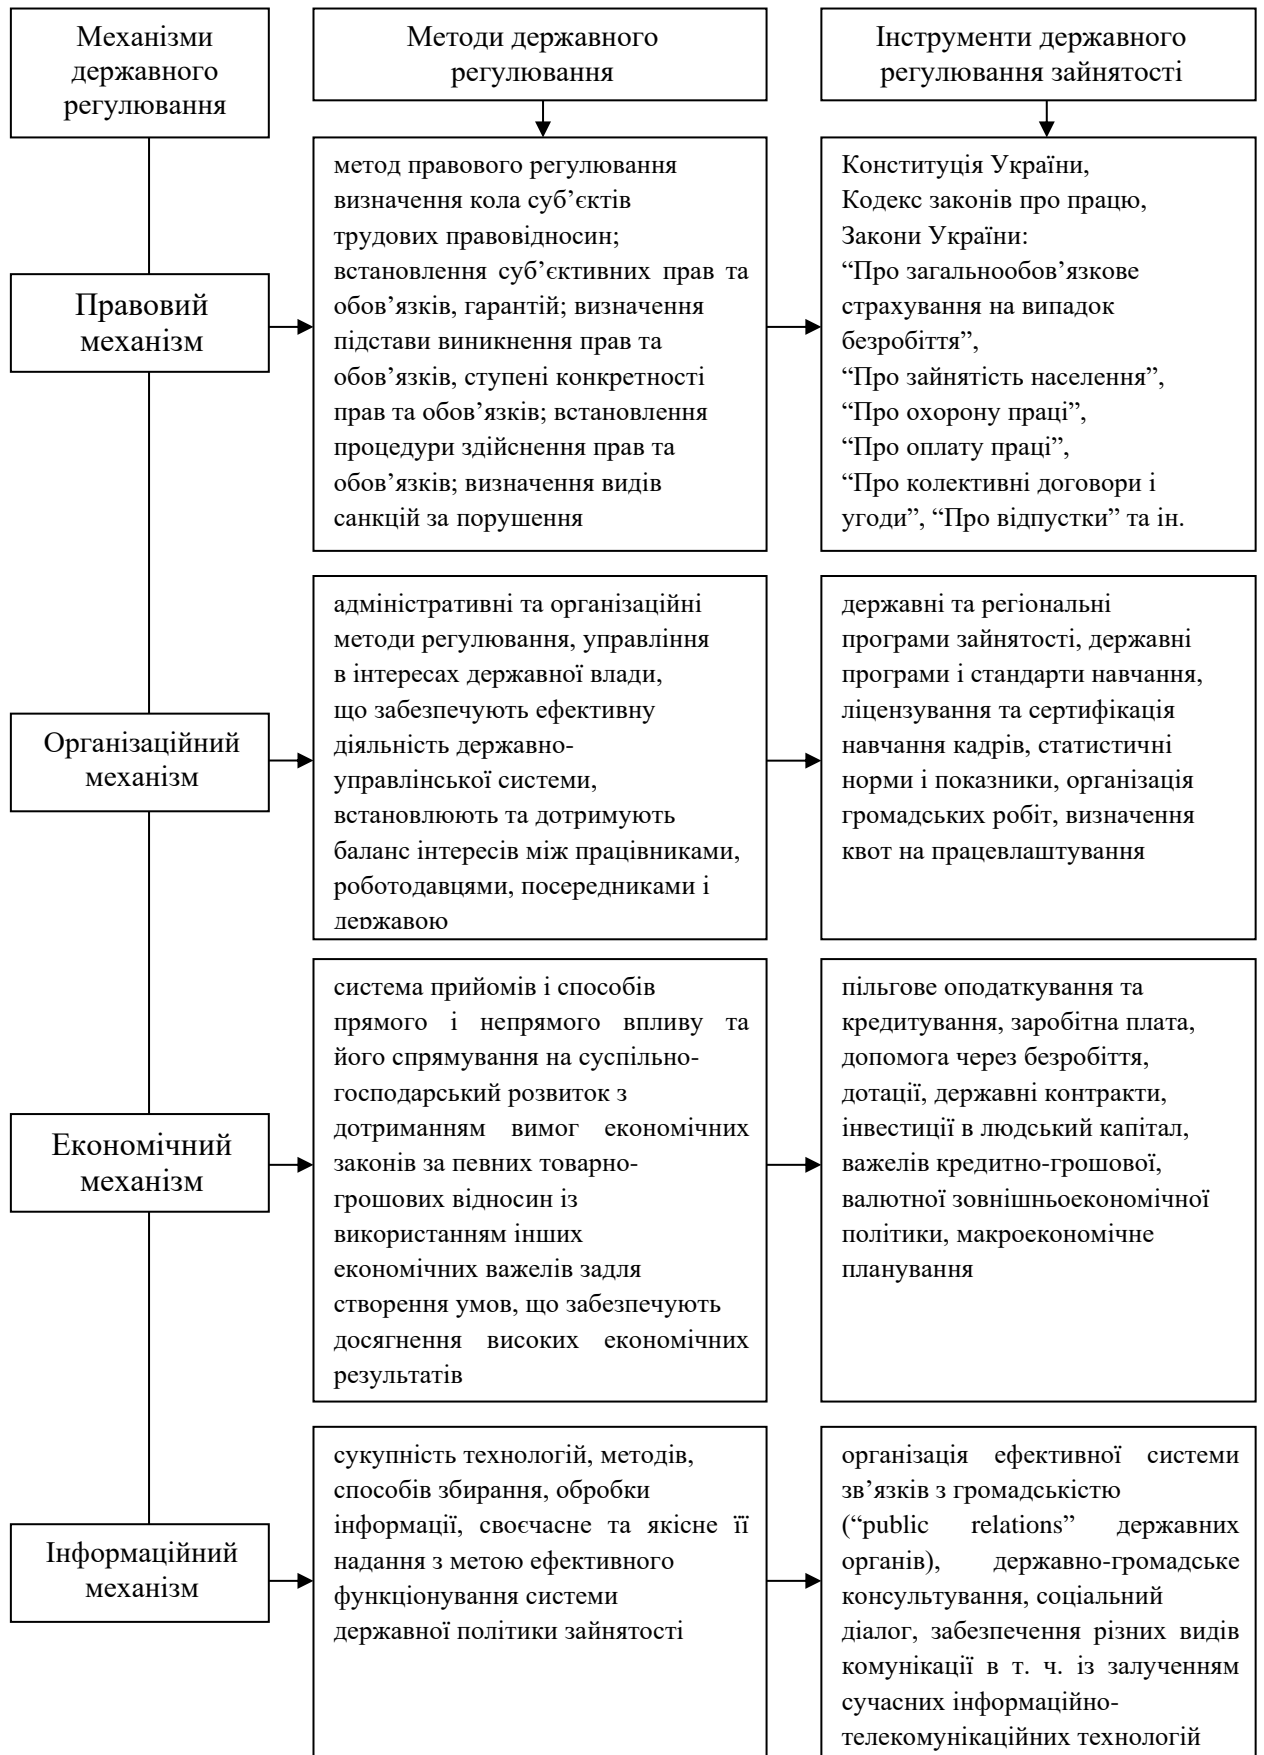 Механізми
державного
регулювання
Методи державного
регулювання
Інструменти державного
регулювання зайнятості
Правовий
механізм
метод правового регулювання
визначення кола суб’єктів
трудових правовідносин;
встановлення суб’єктивних прав та
обов’язків, гарантій; визначення
підстави виникнення прав та
обов’язків, ступені конкретності
прав та обов’язків; встановлення
процедури здійснення прав та
обов’язків; визначення видів
санкцій за порушення
Конституція України,
Кодекс законів про працю,
Закони України:
“Про загальнообов’язкове
страхування на випадок
безробіття”,
“Про зайнятість населення”,
“Про охорону праці”,
“Про оплату праці”,
“Про колективні договори і
угоди”, “Про відпустки” та ін.
Організаційний
механізм
адміністративні та організаційні
методи регулювання, управління
в інтересах державної влади,
що забезпечують ефективну
діяльність державно-
управлінської системи,
встановлюють та дотримують
баланс інтересів між працівниками,
роботодавцями, посередниками і
державою
державні та регіональні
програми зайнятості, державні
програми і стандарти навчання,
ліцензування та сертифікація
навчання кадрів, статистичні
норми і показники, організація
громадських робіт, визначення
квот на працевлаштування
Економічний
механізм
система прийомів і способів
прямого і непрямого впливу та
його спрямування на суспільно-
господарський розвиток з
дотриманням вимог економічних
законів за певних товарно-
грошових відносин із
використанням інших
економічних важелів задля
створення умов, що забезпечують
досягнення високих економічних
результатів
пільгове оподаткування та
кредитування, заробітна плата,
допомога через безробіття,
дотації, державні контракти,
інвестиції в людський капітал,
важелів кредитно-грошової,
валютної зовнішньоекономічної
політики, макроекономічне
планування
Інформаційний
механізм
сукупність технологій, методів,
способів збирання, обробки
інформації, своєчасне та якісне її
надання з метою ефективного
функціонування системи
державної політики зайнятості
організація ефективної системи
зв’язків з громадськістю
(“public relations” державних
органів), державно-громадське
консультування, соціальний
діалог, забезпечення різних видів
комунікації в т. ч. із залученням
сучасних інформаційно-
телекомунікаційних технологій